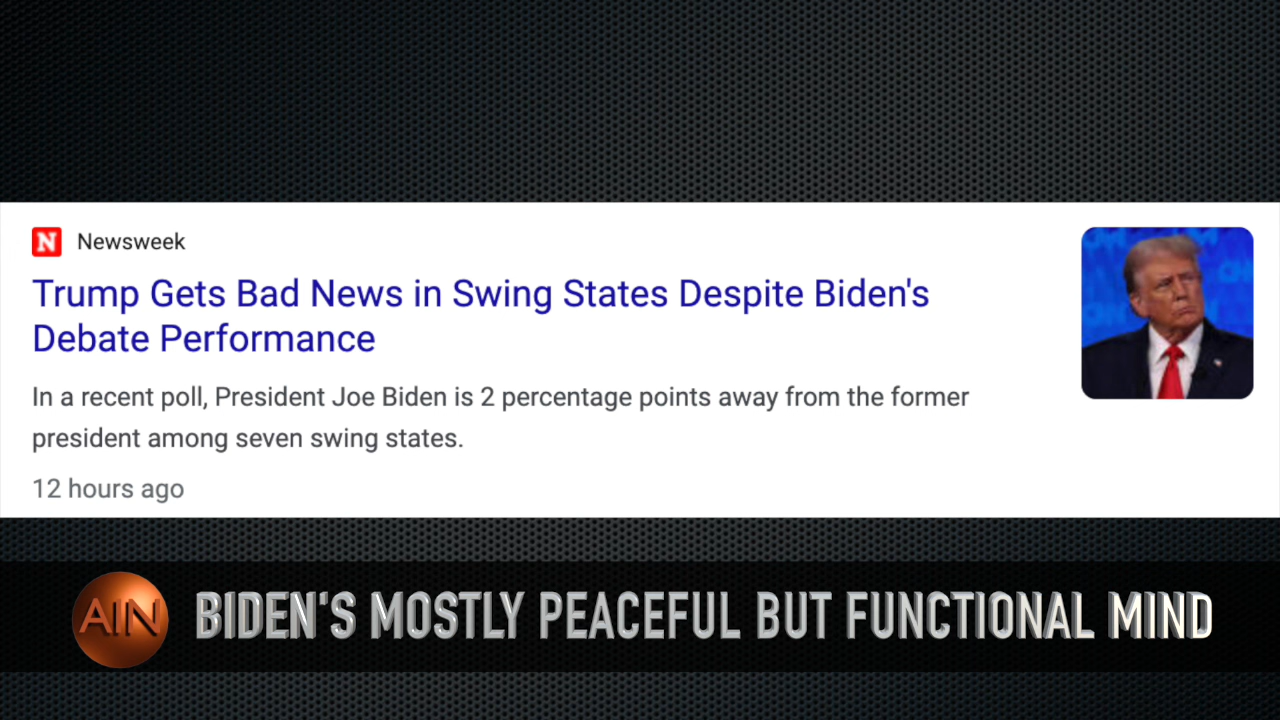 N Newsweek
Trump Gets Bad News in Swing States Despite Biden's
Debate Performance
In a recent poll, President Joe Biden is 2 percentage points away from the former
president among seven swing states.
12 hours ago
AIN BIDEN'S MOSTLY PEACEFUL BUT FUNCTIONAL MIND